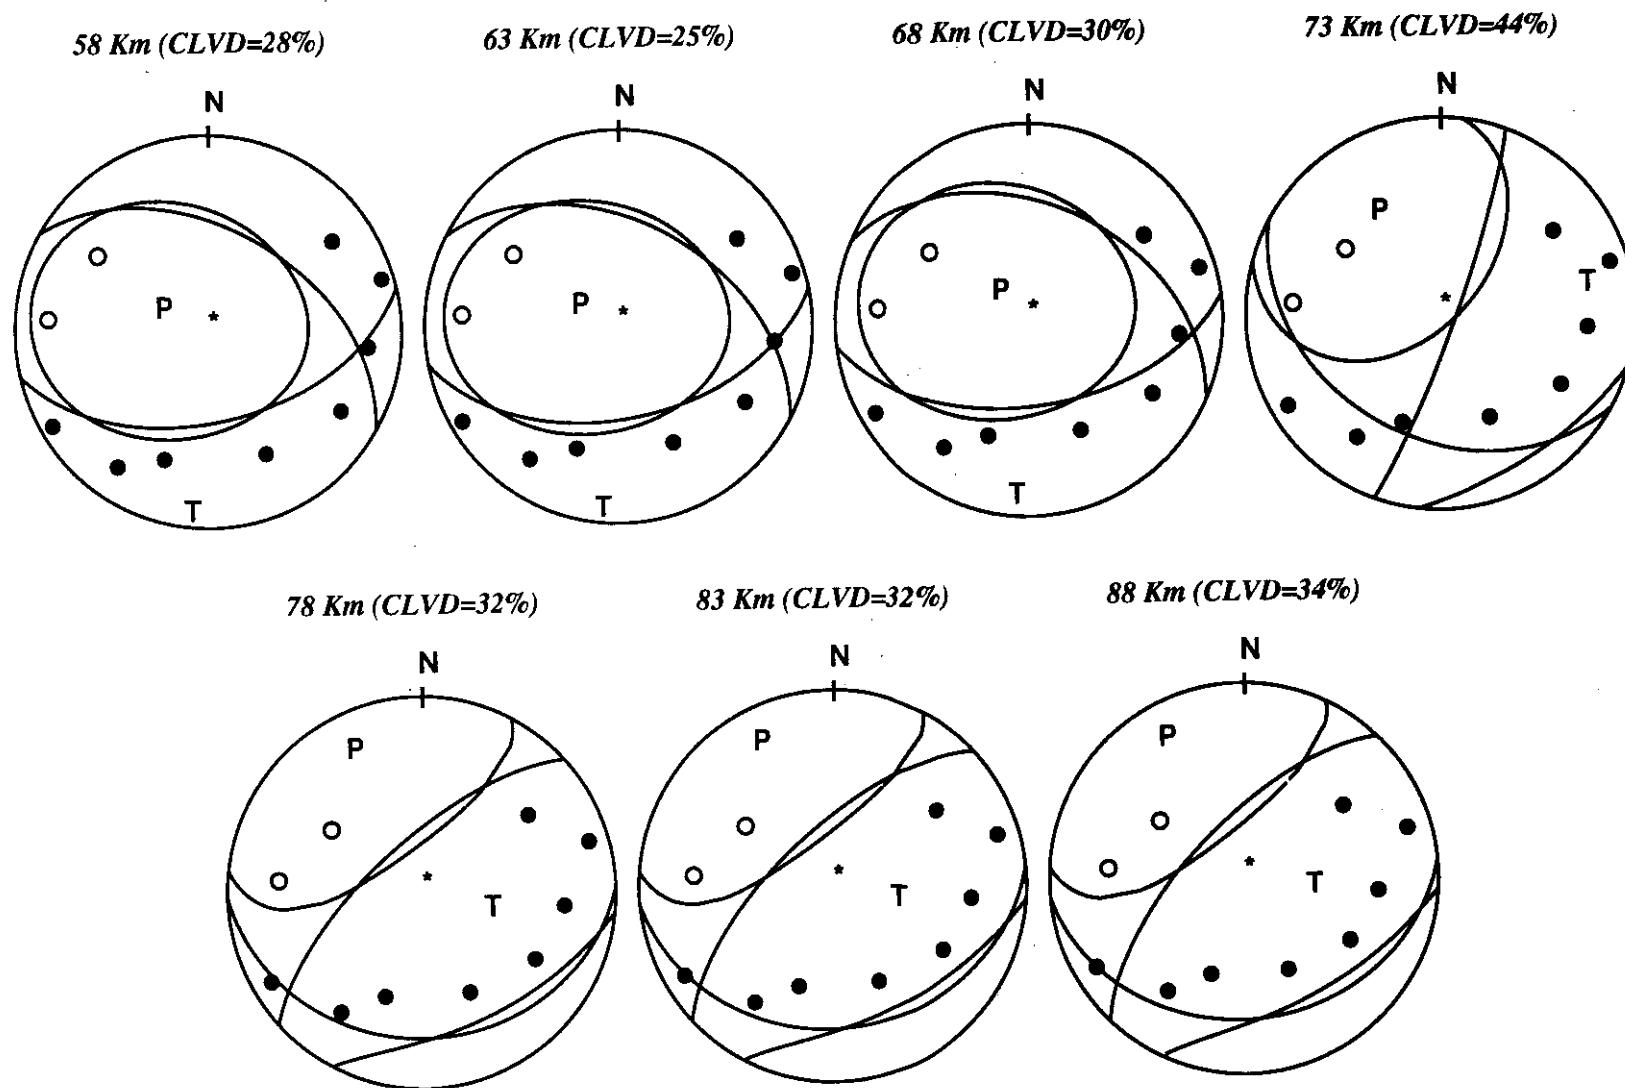 58 Km (CLVD=28%)
63 Km (CLVD=25%)
68 Km (CLVD=30%)
73 Km (CLVD=44%)
N
N
N
N
P
P
P
P
T
T
T
T
78 Km (CLVD=32%)
83 Km (CLVD=32%)
88 Km (CLVD=34%)
N
N
N
P
P
P
T
T
T